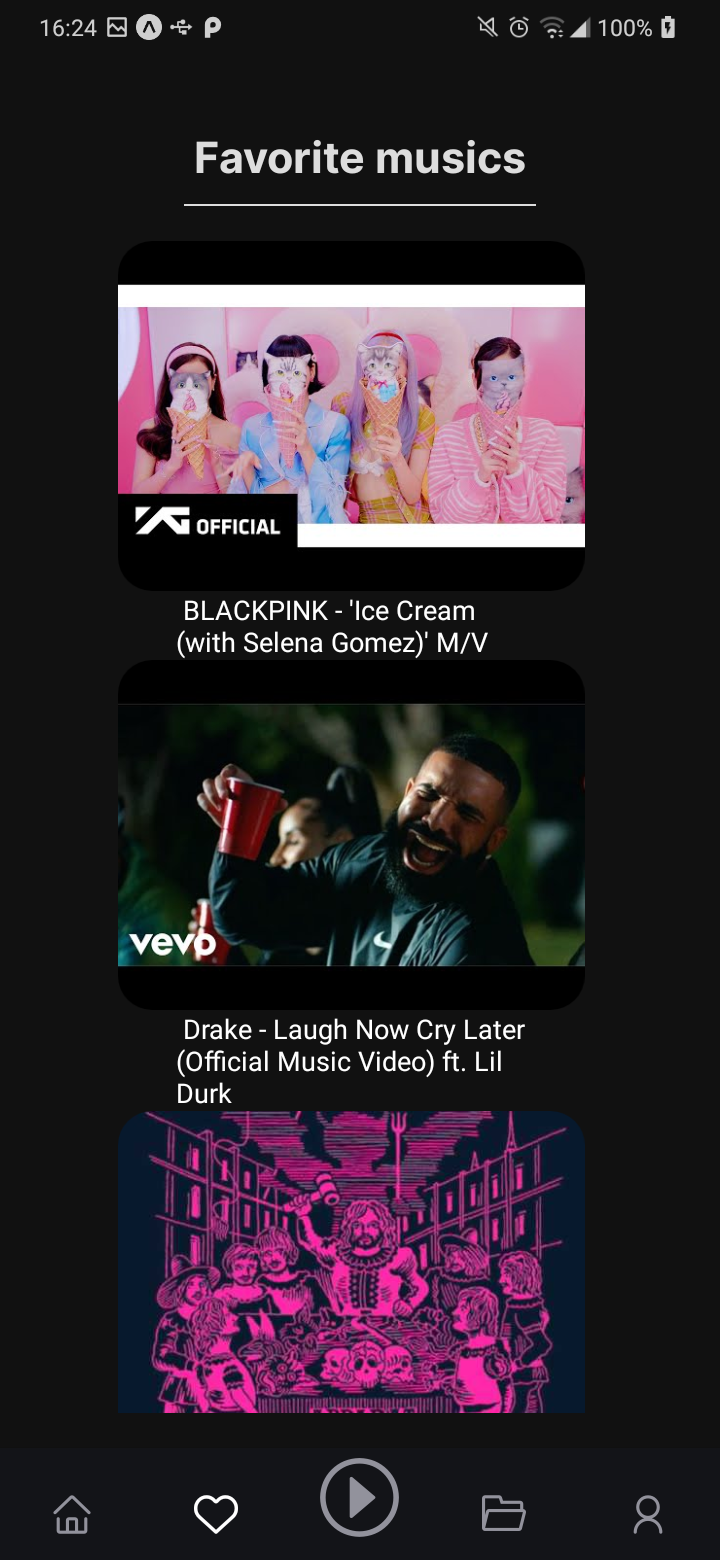 16:24
100%
Favorite musics
YG OFFICIAL
BLACKPINK - 'Ice Cream
(with Selena Gomez)' M/V
vevo
Drake - Laugh Now Cry Later
(Official Music Video) ft. Lil
Durk